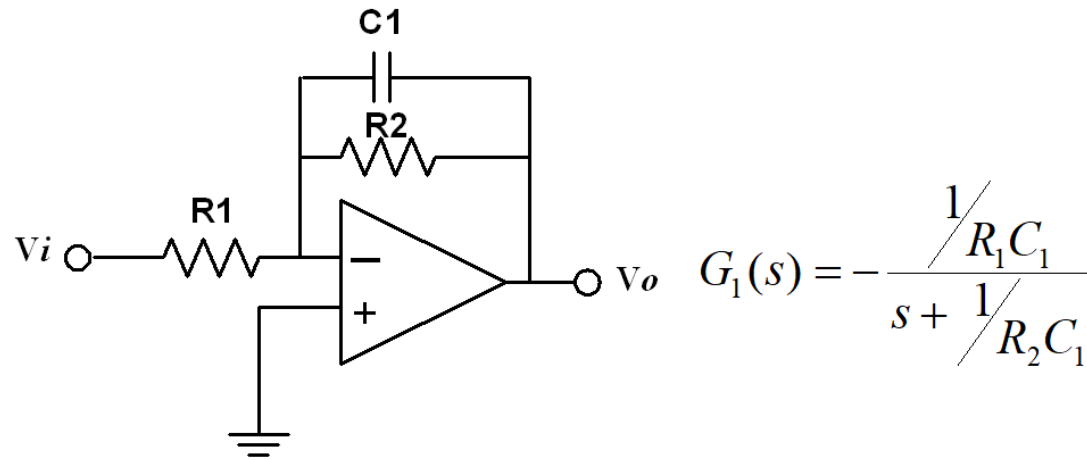 C1
R2
R1
Vi
−
+
Vo
G₁(s) = − (1/R₁C₁) / (s + 1/R₂C₁)